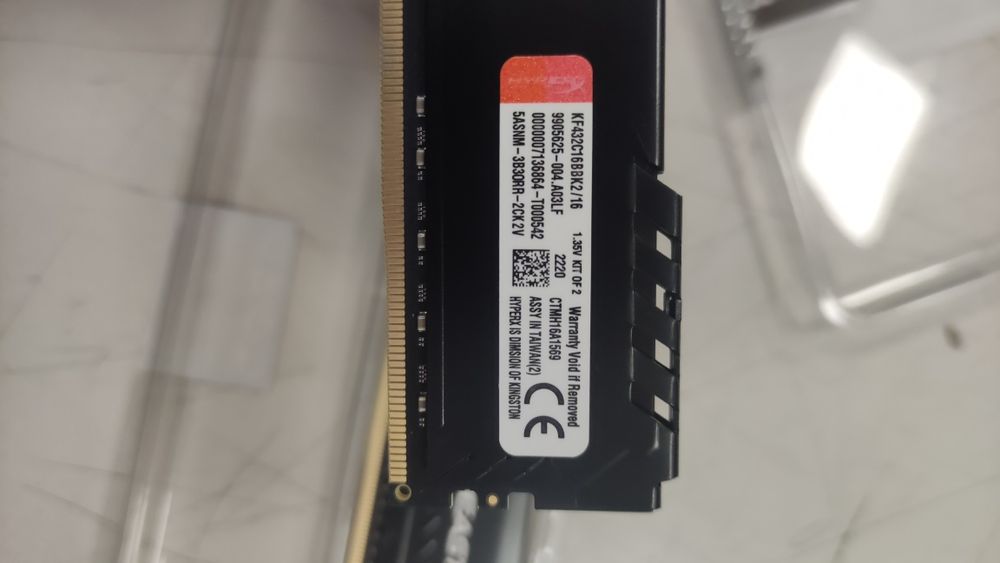 KF432C16BBK2/16 1.35V KIT OF 2 Warranty Void if Removed
9905625-004.A03LF 2220 CTMH16A1569
0000007136864-T000542 ASSY IN TAIWAN(2)
5ASNM-3B30RR-2CK2V HYPERX IS DIMSION OF KINGSTON
CE